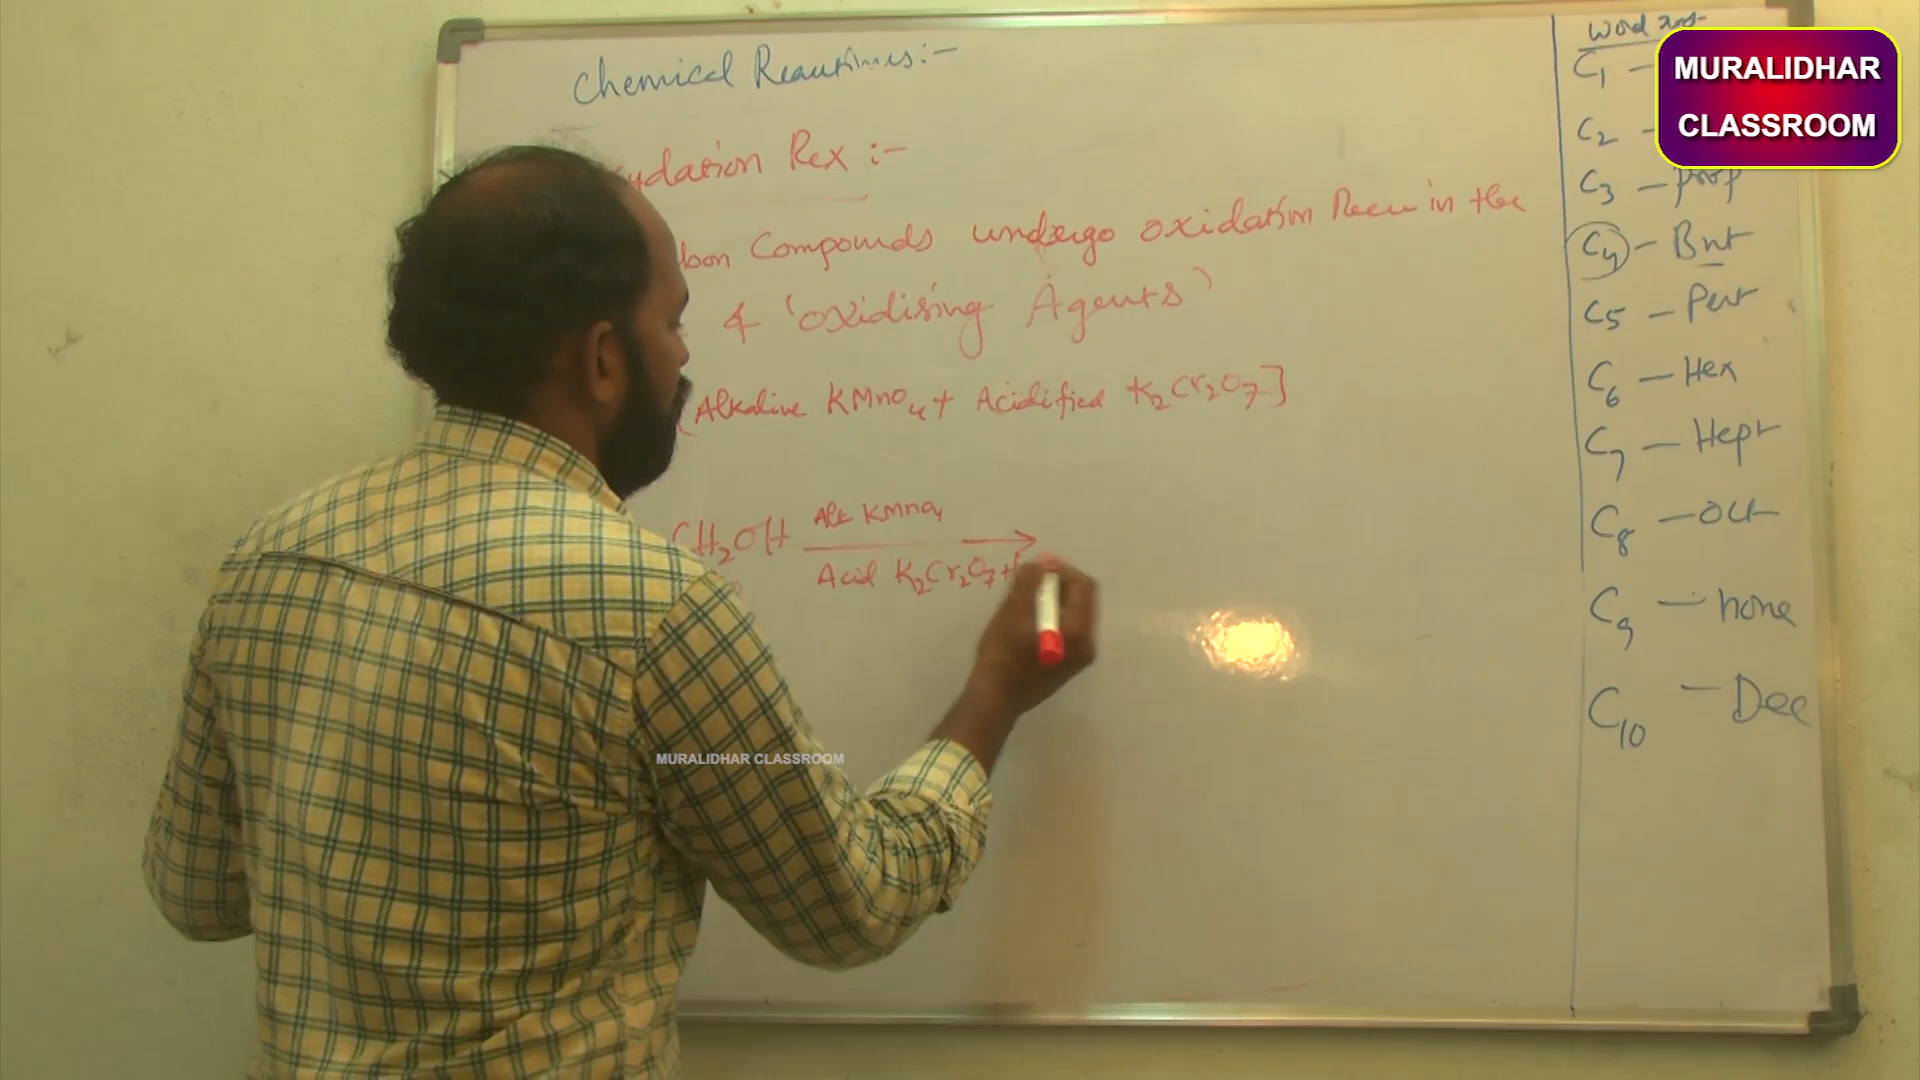 Chemical Reactions:-
dation Rex :-
bon Compounds undergo oxidation Reu in the
& 'oxidising Agents'
(Alkaline KMnO4 + Acidified K2Cr2O7]
CH2OH Alk KMnO4
Acid K2Cr2O7+
Word
C1 -
C2 -
C3 - prop
C4 - But
C5 - Pent
C6 - Hex
C7 - Hept
C8 - Oct
C9 - none
C10 - Dec
MURALIDHAR
CLASSROOM
MURALIDHAR CLASSROOM